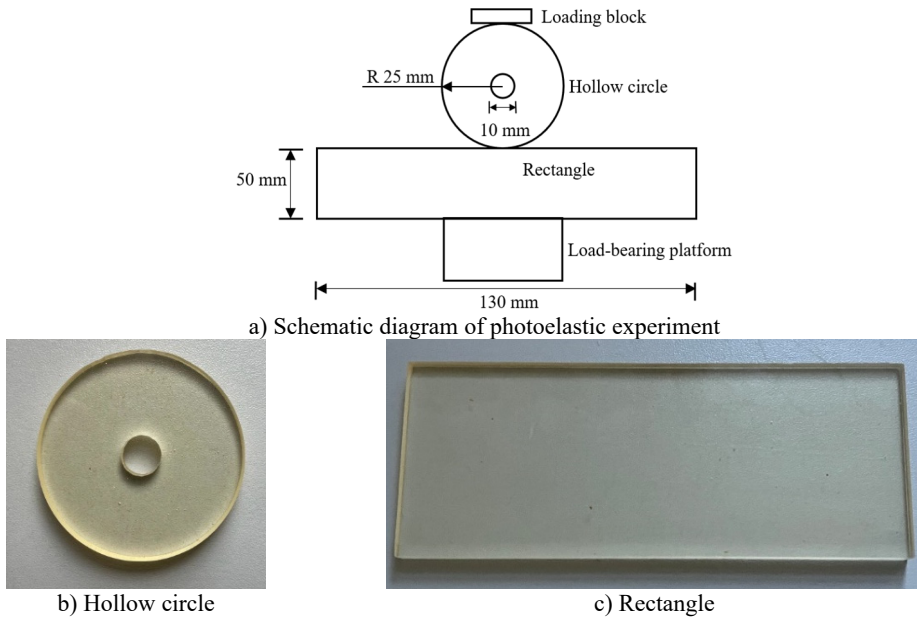 Loading block
R 25 mm
Hollow circle
10 mm
Rectangle
50 mm
Load-bearing platform
130 mm
a) Schematic diagram of photoelastic experiment
b) Hollow circle
c) Rectangle